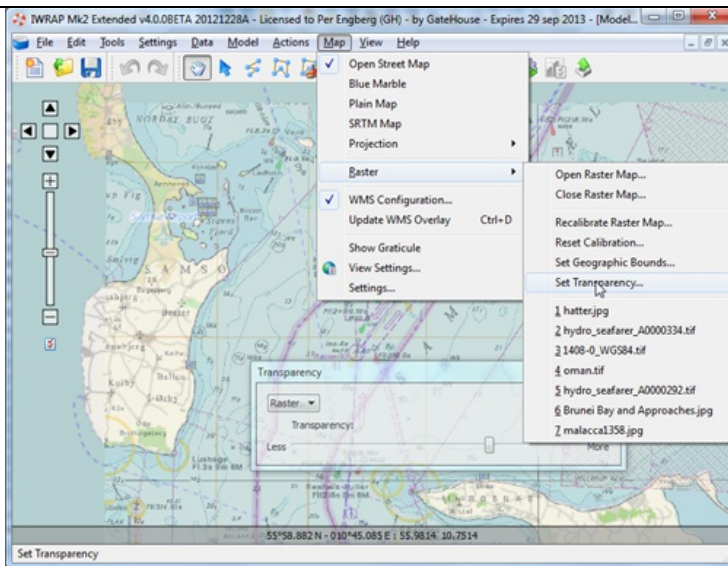 IWRAP Mk2 Extended v4.0.0BETA 20121228A - Licensed to Per Engberg (GH) - by GateHouse - Expires 29 sep 2013 - [Model...
File Edit Tools Settings Data Model Actions Map View Help
Open Street Map
Blue Marble
Plain Map
SRTM Map
Projection
Raster
WMS Configuration...
Update WMS Overlay Ctrl+D
Show Graticule
View Settings...
Settings...
Open Raster Map...
Close Raster Map...
Recalibrate Raster Map...
Reset Calibration...
Set Geographic Bounds...
Set Transparency...
1 hatter.jpg
2 hydro_seafarer_A0000334.tif
3 1408-0_WGS84.tif
4 oman.tif
5 hydro_seafarer_A0000292.tif
6 Brunei Bay and Approaches.jpg
7 malacca1358.jpg
NORDBY BUGT
SAMSØ
Kolby
Transparency
Raster...
Transparency:
Less More
55°58.882 N - 010°45.085 E : 55.9814 10.7514
Set Transparency